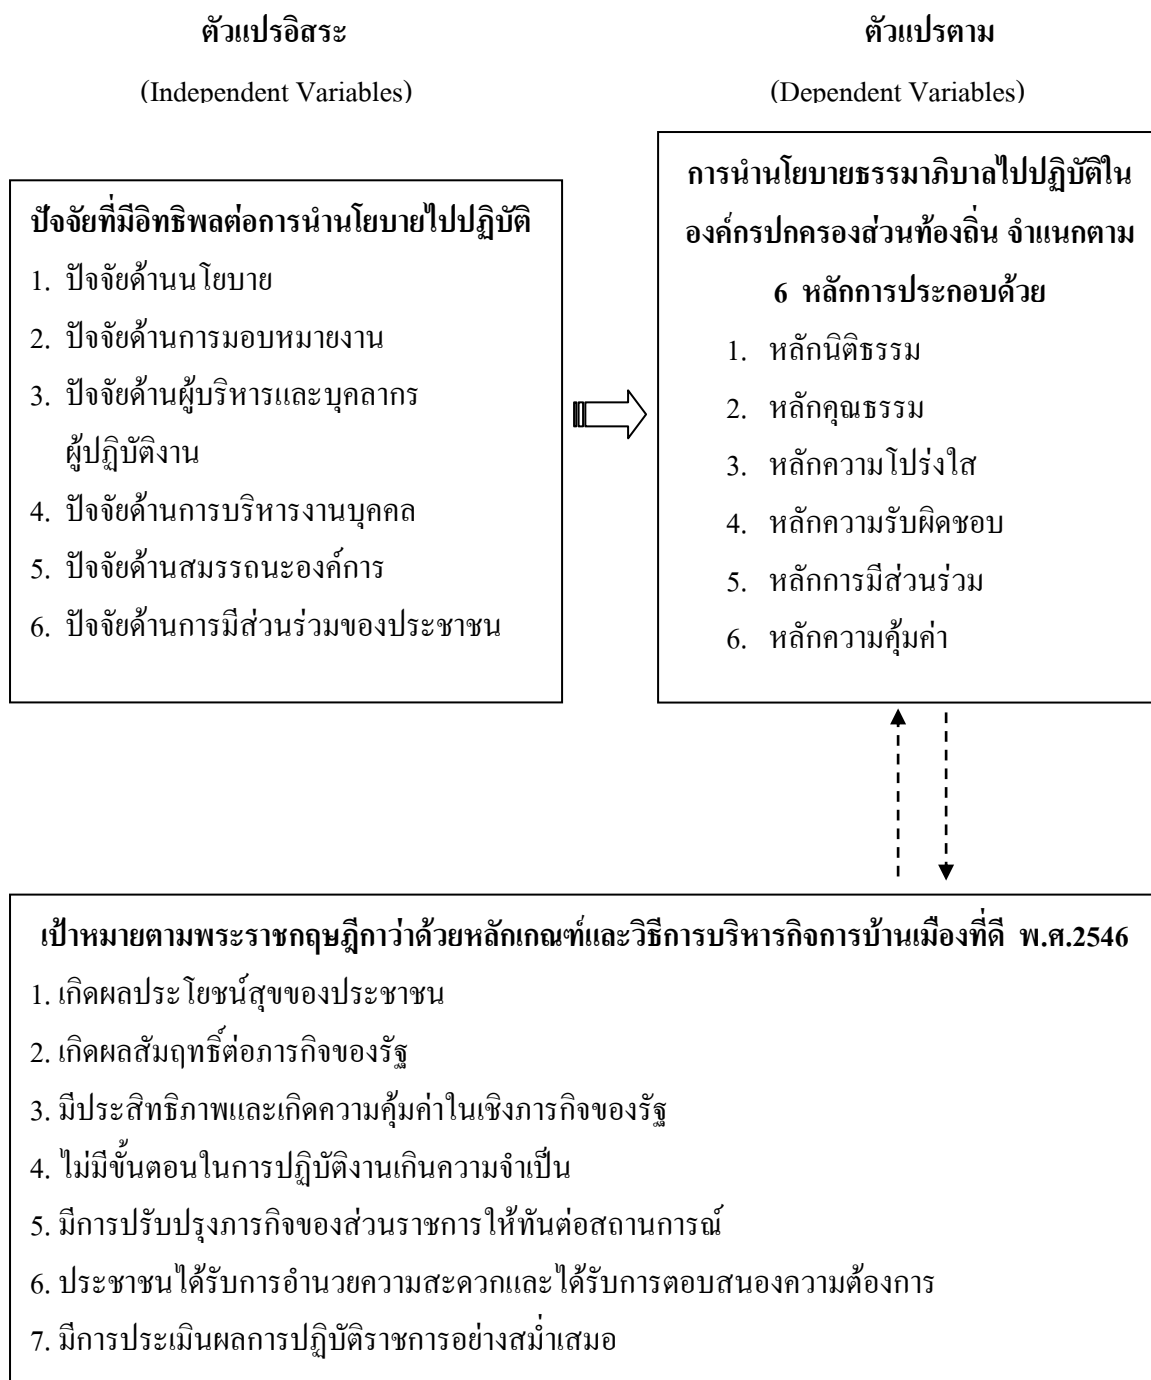 ตัวแปรอิสระ
(Independent Variables)
ตัวแปรตาม
(Dependent Variables)
ปัจจัยที่มีอิทธิพลต่อการนำนโยบายไปปฏิบัติ
1. ปัจจัยด้านนโยบาย
2. ปัจจัยด้านการมอบหมายงาน
3. ปัจจัยด้านผู้บริหารและบุคลากร
ผู้ปฏิบัติงาน
4. ปัจจัยด้านการบริหารงานบุคคล
5. ปัจจัยด้านสมรรถนะองค์การ
6. ปัจจัยด้านการมีส่วนร่วมของประชาชน
การนำนโยบายธรรมาภิบาลไปปฏิบัติใน
องค์กรปกครองส่วนท้องถิ่น จำแนกตาม
6 หลักการประกอบด้วย
1. หลักนิติธรรม
2. หลักคุณธรรม
3. หลักความโปร่งใส
4. หลักความรับผิดชอบ
5. หลักการมีส่วนร่วม
6. หลักความคุ้มค่า
เป้าหมายตามพระราชกฤษฎีกาว่าด้วยหลักเกณฑ์และวิธีการบริหารกิจการบ้านเมืองที่ดี พ.ศ.2546
1. เกิดผลประโยชน์สุขของประชาชน
2. เกิดผลสัมฤทธิ์ต่อภารกิจของรัฐ
3. มีประสิทธิภาพและเกิดความคุ้มค่าในเชิงภารกิจของรัฐ
4. ไม่มีขั้นตอนในการปฏิบัติงานเกินความจำเป็น
5. มีการปรับปรุงภารกิจของส่วนราชการให้ทันต่อสถานการณ์
6. ประชาชนได้รับการอำนวยความสะดวกและได้รับการตอบสนองความต้องการ
7. มีการประเมินผลการปฏิบัติราชการอย่างสม่ำเสมอ